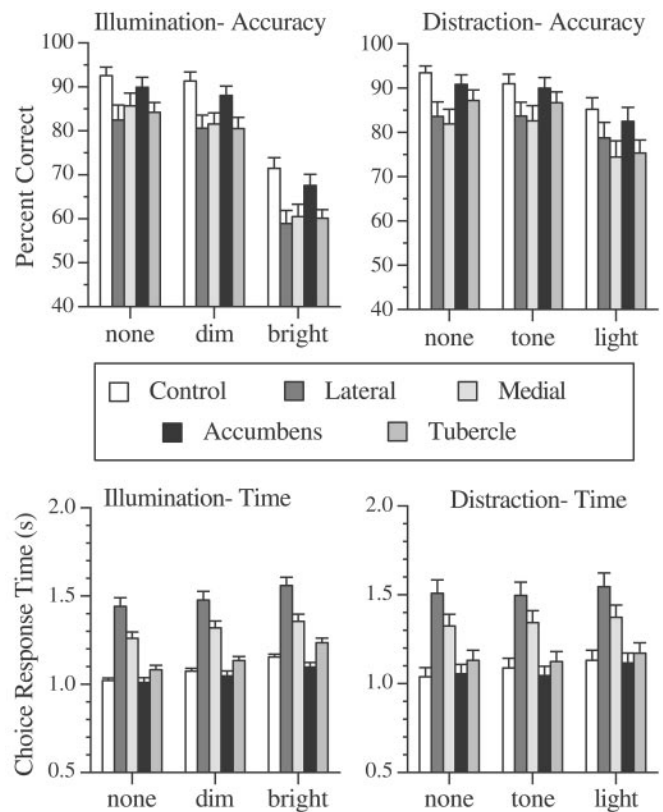 Illumination- Accuracy
Percent Correct
100
90
80
70
60
50
40
none dim bright
Distraction- Accuracy
100
90
80
70
60
50
40
none tone light
Control Lateral Medial
Accumbens Tubercle
Illumination- Time
Choice Response Time (s)
2.0
1.5
1.0
0.5
none dim bright
Distraction- Time
2.0
1.5
1.0
0.5
none tone light